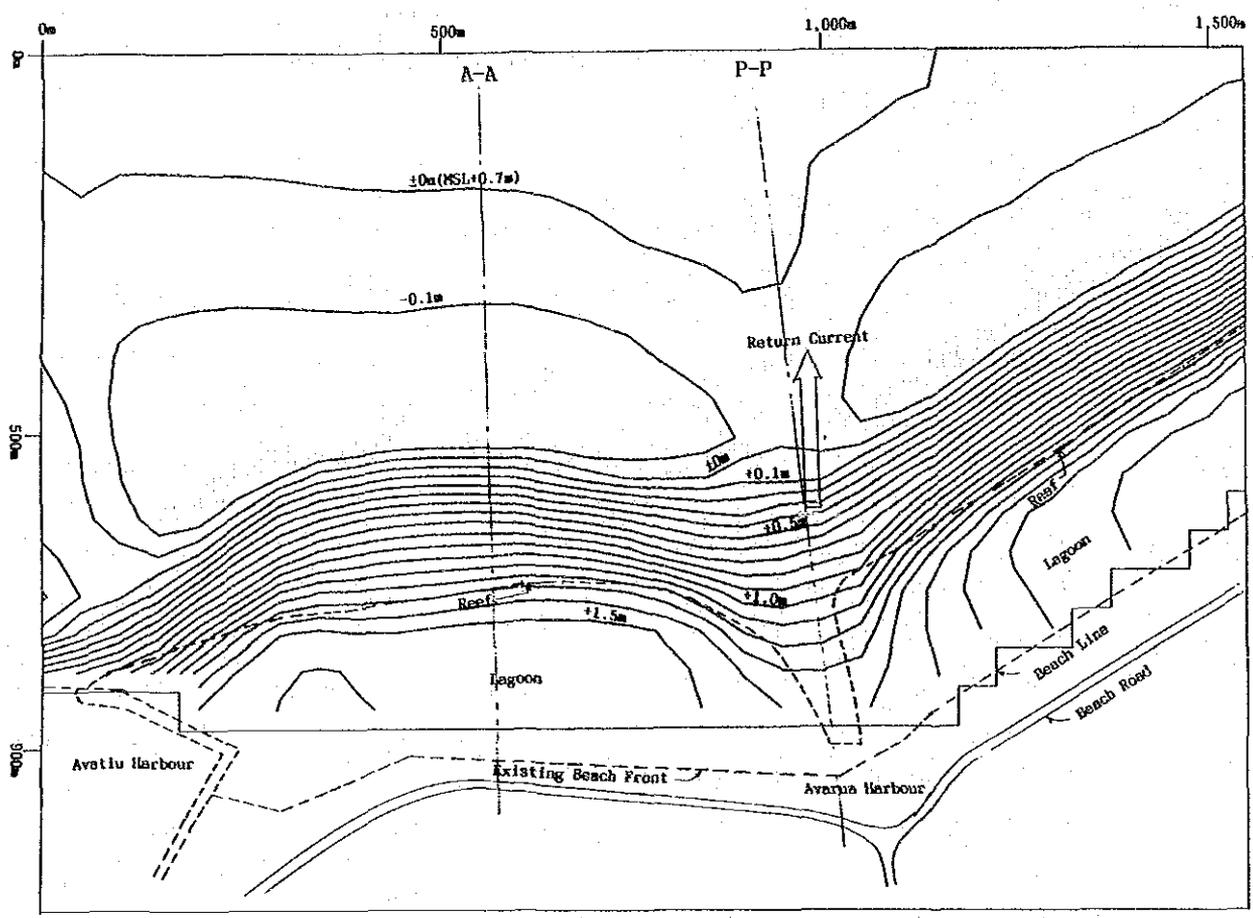 0m
500m
1,000m
1,500m
0m
A-A
P-P
±0m(MSL+0.7m)
-0.1m
Return Current
500m
±0m
+0.1m
+0.5m
Reef
Lagoon
+1.0m
Reef
+1.5m
Lagoon
Beach Line
Beach Road
900m
Avatiu Harbour
Existing Beach Front
Avarua Harbour